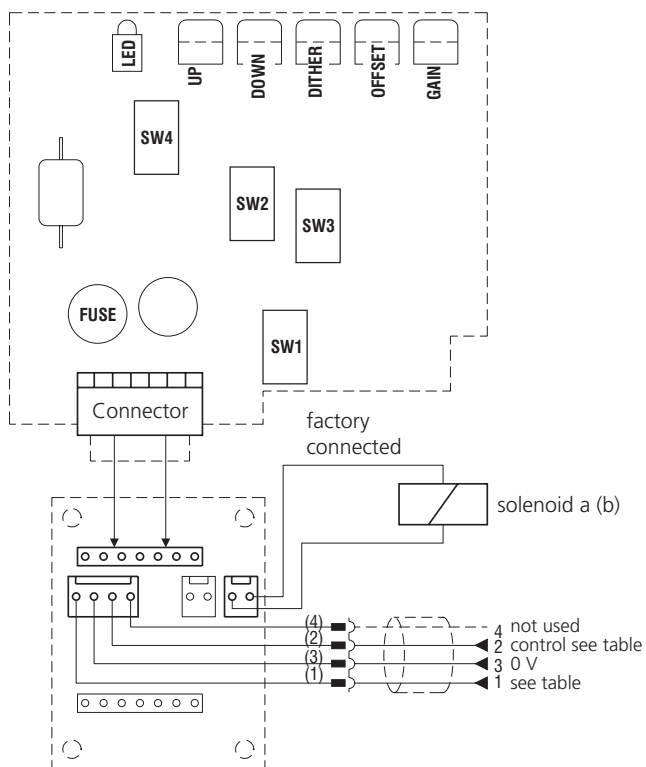 LED
UP
DOWN
DITHER
OFFSET
GAIN
SW4
SW2
SW3
FUSE
SW1
Connector
factory
connected
solenoid a (b)
(4) 4 not used
(2) 2 control see table
(3) 3 0 V
(1) 1 see table